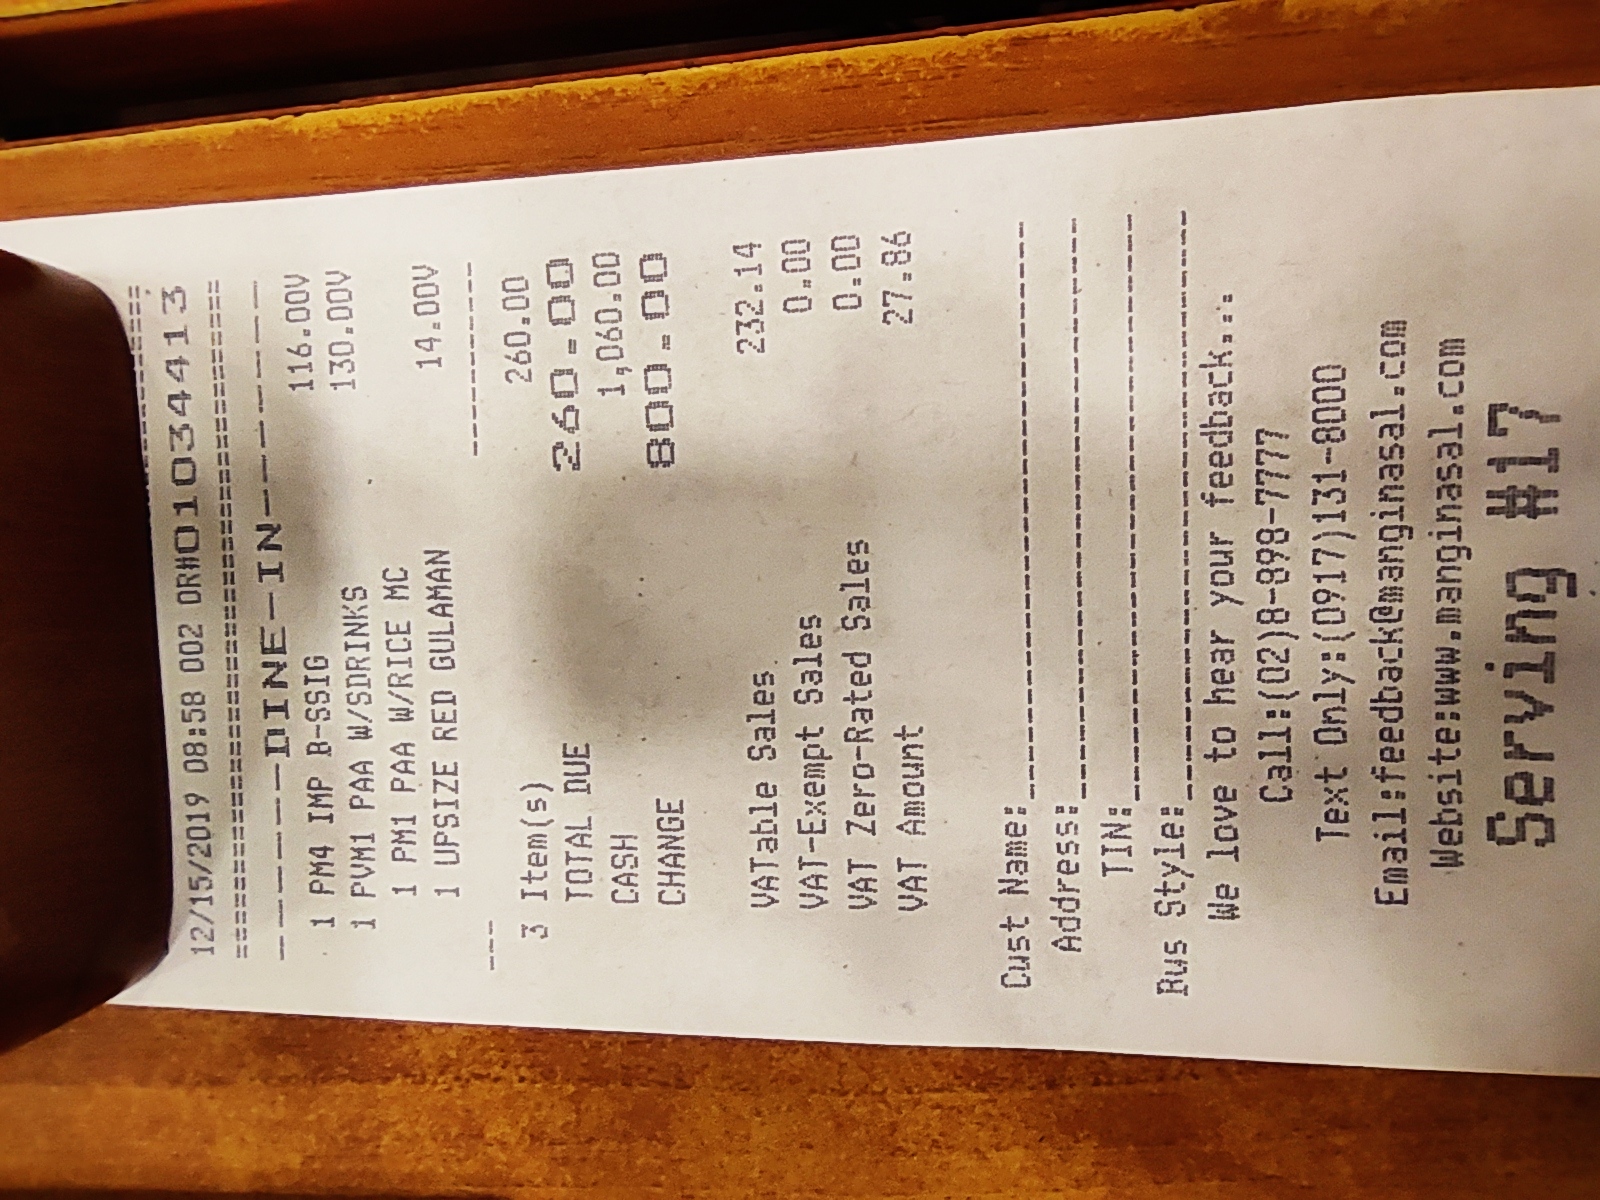 ==========================
12/15/2019 08:58 002 OR#01034413
==================================
------DINE-IN------
1 PM4 IMP B-SSIG 116.00V
1 PVM1 PAA W/SDRINKS 130.00V
1 PM1 PAA W/RICE MC
1 UPSIZE RED GULAMAN 14.00V
--- -----------
3 Item(s) 260.00
TOTAL DUE 260.00
CASH 1,060.00
CHANGE 800.00
VATable Sales 232.14
VAT-Exempt Sales 0.00
VAT Zero-Rated Sales 0.00
VAT Amount 27.86
Cust Name:______________________________
Address:______________________________
TIN:______________________________
Bus Style:______________________________
We love to hear your feedback...
Call:(02)8-898-7777
Text Only:(0917)131-8000
Email:feedback@manginasal.com
Website:www.manginasal.com
Serving #17